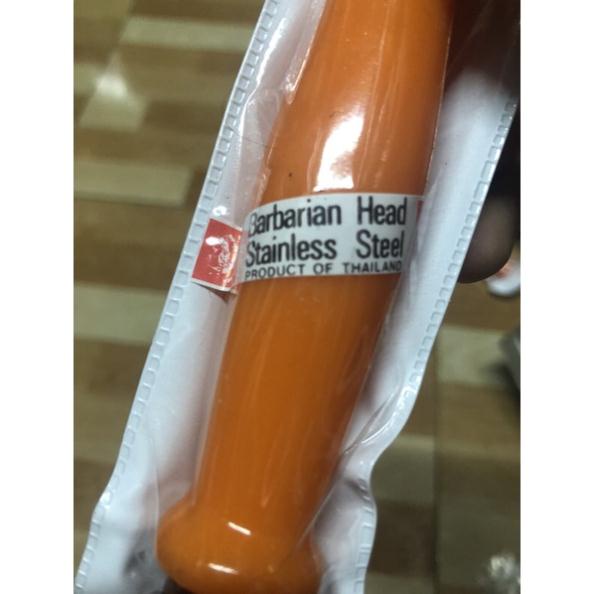 Barbarian Head
Stainless Steel
PRODUCT OF THAILAND